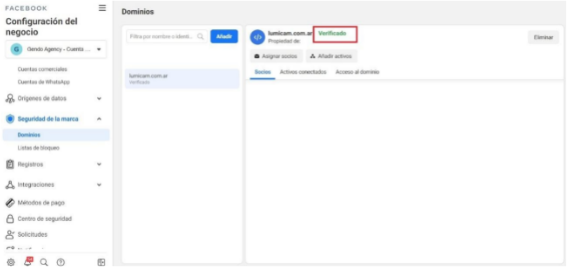 FACEBOOK
Configuración del
negocio
G Gendo Agency - Cuenta ...
Cuentas comerciales
Cuentas de WhatsApp
Orígenes de datos
Seguridad de la marca
Dominios
Listas de bloqueo
Registros
Integraciones
Métodos de pago
Centro de seguridad
Solicitudes
Dominios
Filtra por nombre o identi...
Añadir
lumicam.com.ar
Verificado
lumicam.com.ar
Verificado
Propiedad de:
Eliminar
Asignar socios
Añadir activos
Socios
Activos conectados
Acceso al dominio